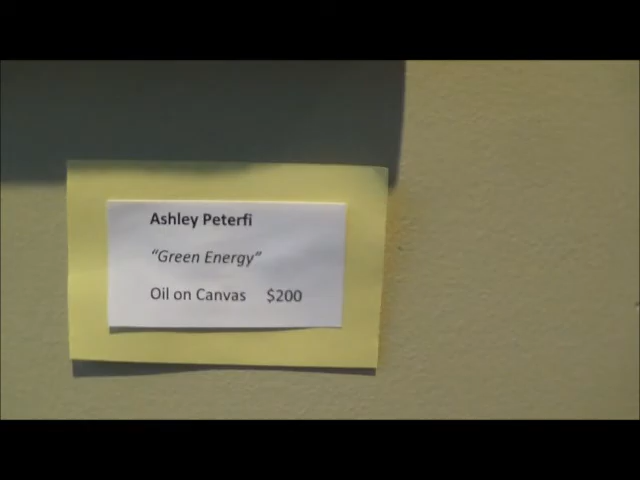 Ashley Peterfi
“Green Energy”
Oil on Canvas $200